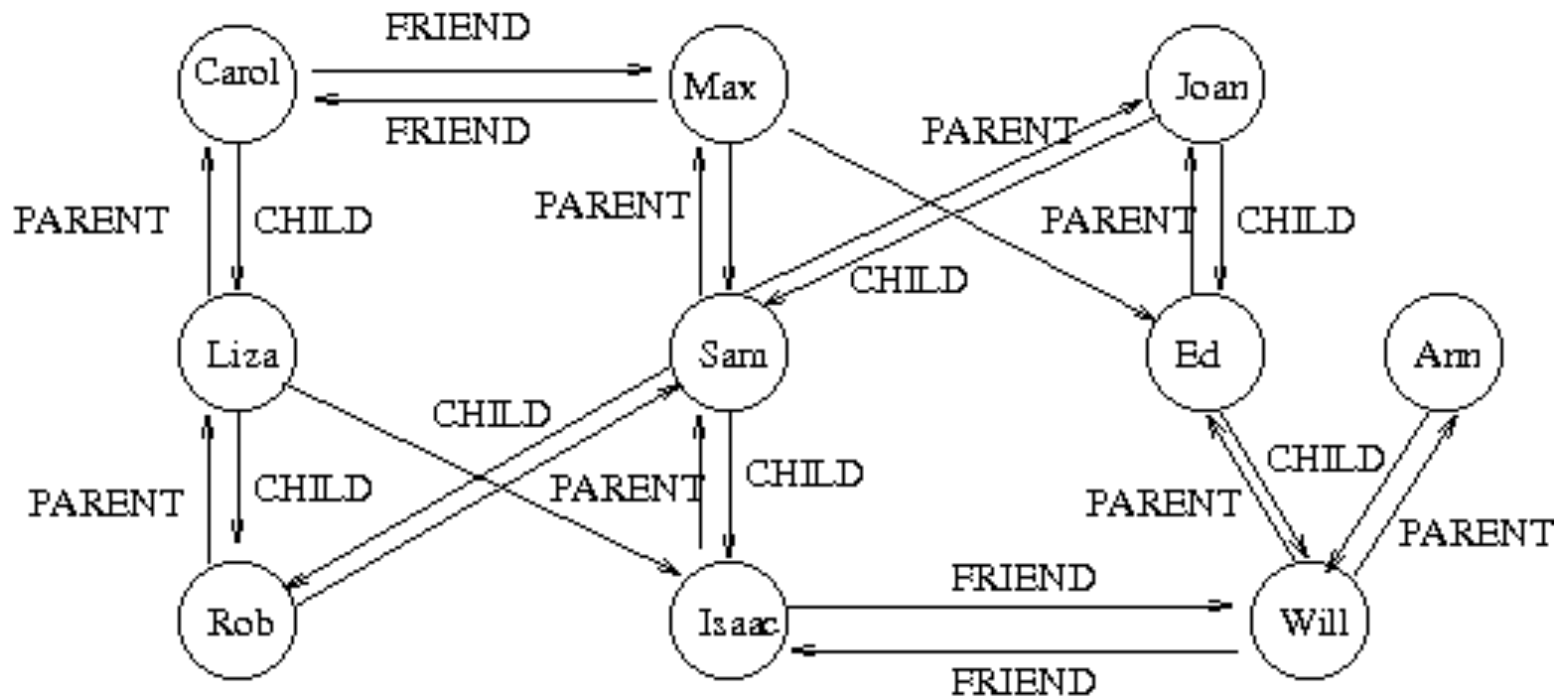 FRIEND
Carol
Max
Joan
FRIEND
PARENT
PARENT
CHILD
PARENT
PARENT
CHILD
CHILD
Liza
Sam
Ed
Ann
CHILD
PARENT
CHILD
PARENT
CHILD
CHILD
PARENT
PARENT
FRIEND
Rob
Isaac
Will
FRIEND